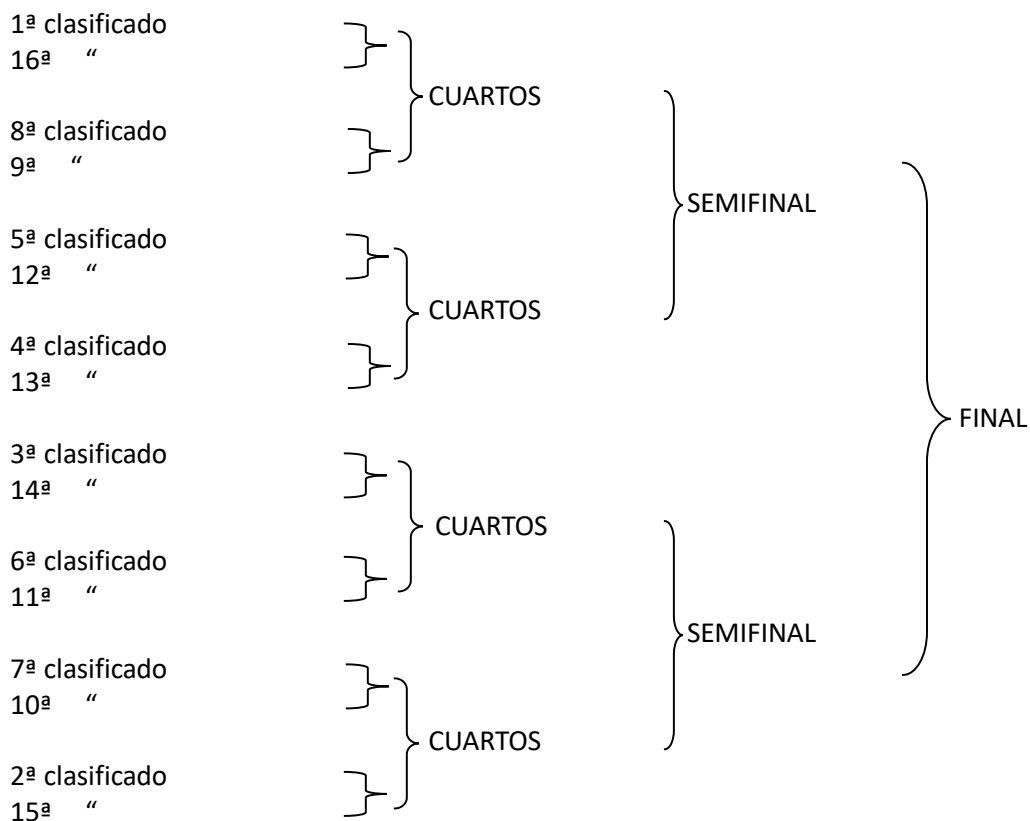 1ª clasificado
16ª “
CUARTOS
8ª clasificado
9ª “
SEMIFINAL
5ª clasificado
12ª “
CUARTOS
4ª clasificado
13ª “
FINAL
3ª clasificado
14ª “
CUARTOS
6ª clasificado
11ª “
SEMIFINAL
7ª clasificado
10ª “
CUARTOS
2ª clasificado
15ª “